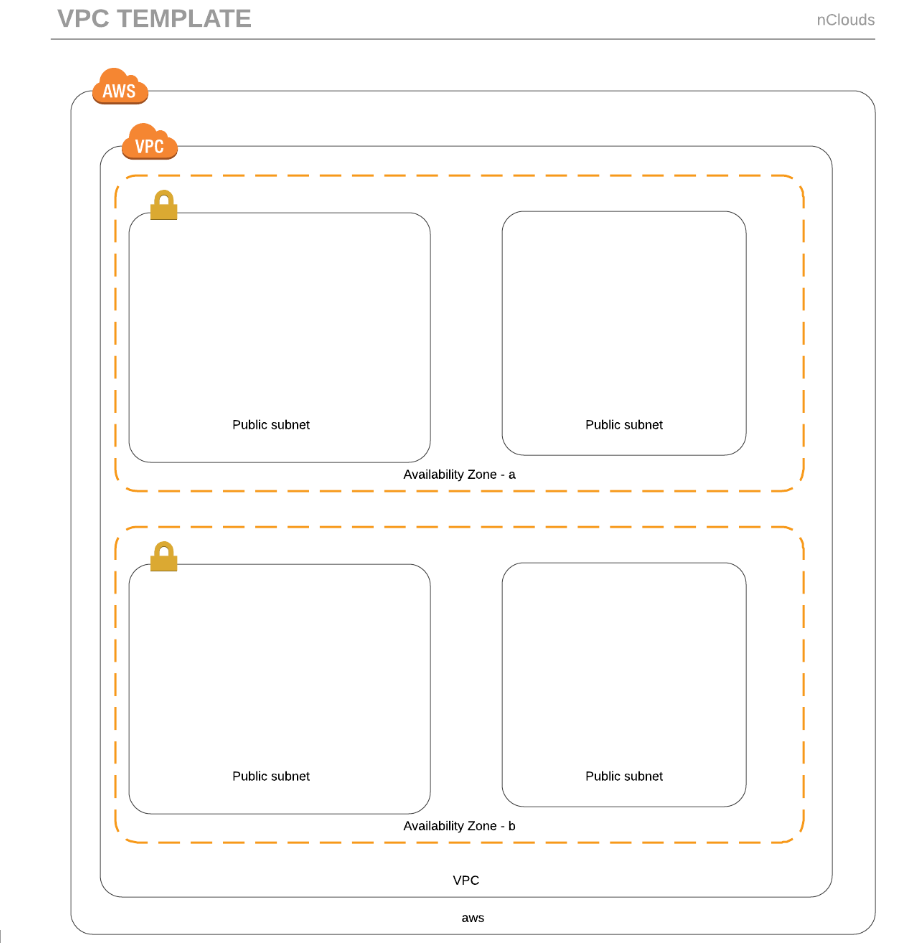 VPC TEMPLATE
nClouds
AWS
VPC
Public subnet
Public subnet
Availability Zone - a
Public subnet
Public subnet
Availability Zone - b
VPC
aws